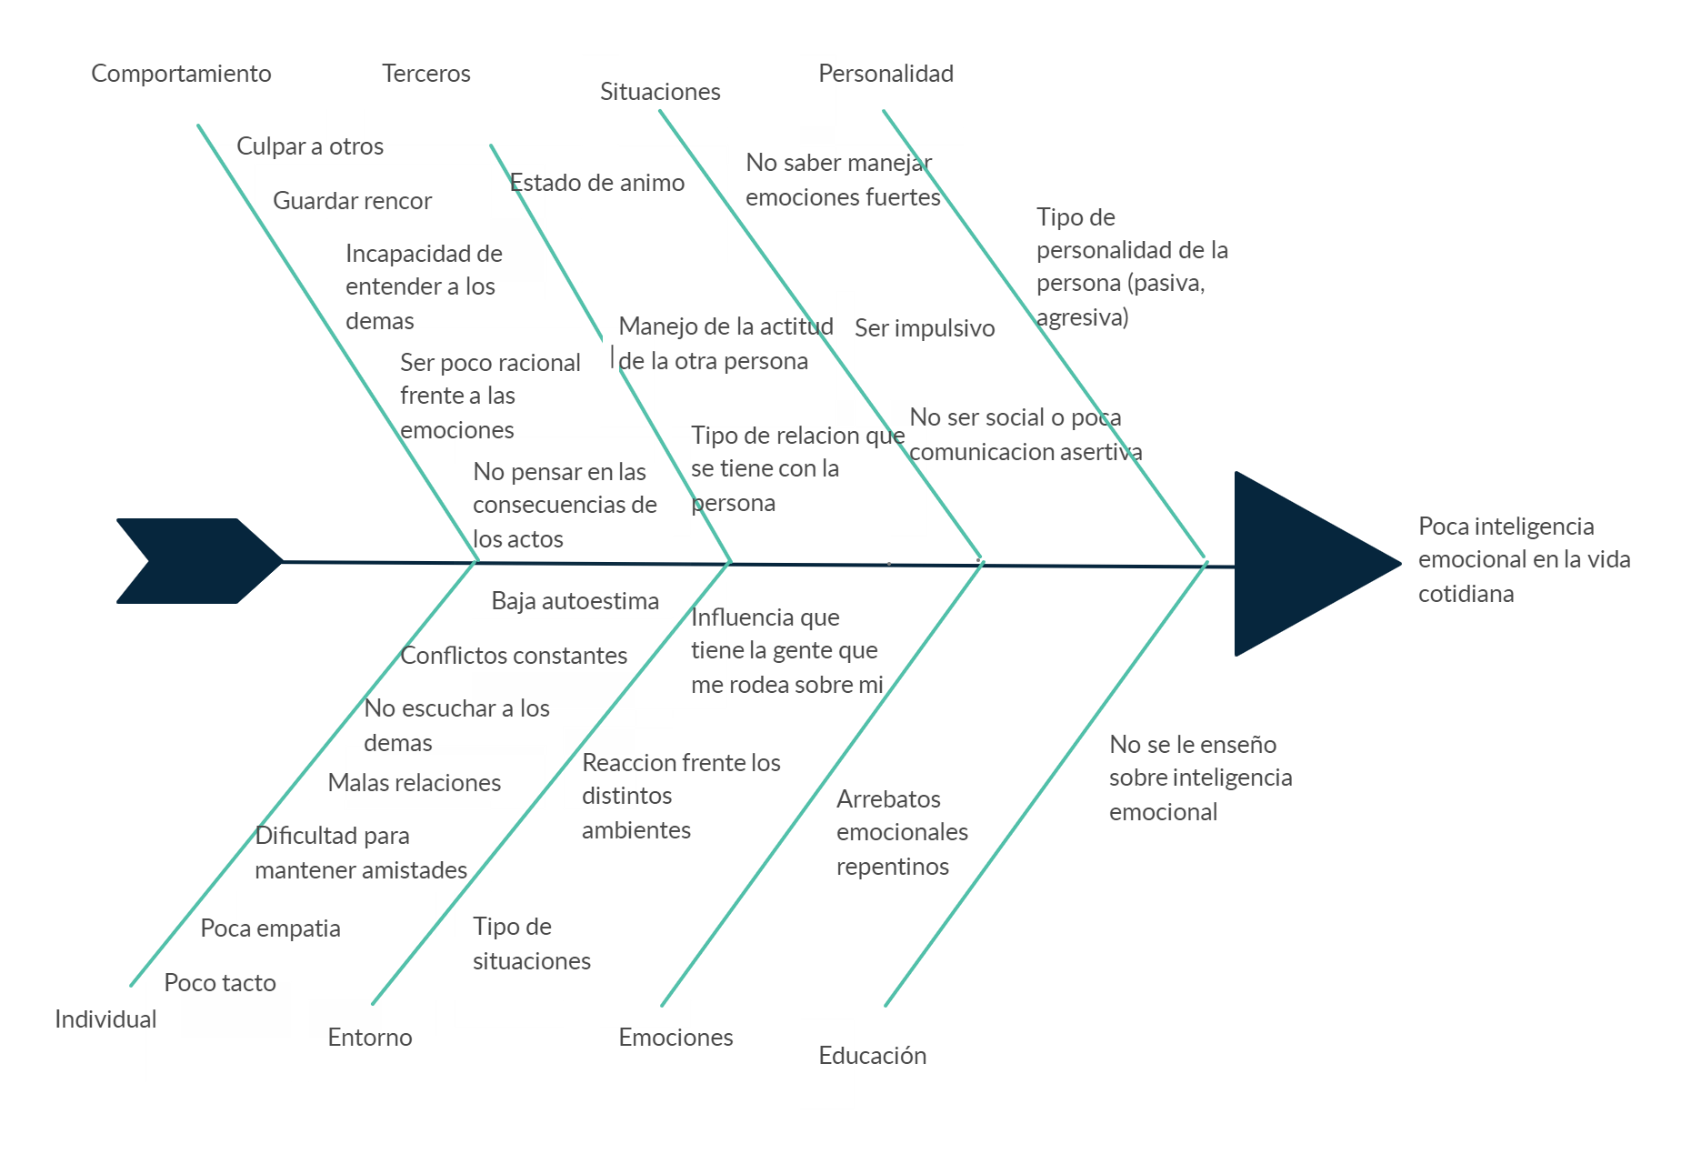 Comportamiento
Culpar a otros
Guardar rencor
Incapacidad de
entender a los
demas
Ser poco racional
frente a las
emociones
No pensar en las
consecuencias de
los actos
Terceros
Estado de animo
Manejo de la actitud
de la otra persona
Tipo de relacion que
se tiene con la
persona
Situaciones
No saber manejar
emociones fuertes
Ser impulsivo
No ser social o poca
comunicacion asertiva
Personalidad
Tipo de
personalidad de la
persona (pasiva,
agresiva)
Poca inteligencia
emocional en la vida
cotidiana
Baja autoestima
Conflictos constantes
No escuchar a los
demas
Malas relaciones
Dificultad para
mantener amistades
Poca empatia
Poco tacto
Individual
Influencia que
tiene la gente que
me rodea sobre mi
Reaccion frente los
distintos
ambientes
Tipo de
situaciones
Entorno
Arrebatos
emocionales
repentinos
Emociones
No se le enseño
sobre inteligencia
emocional
Educación